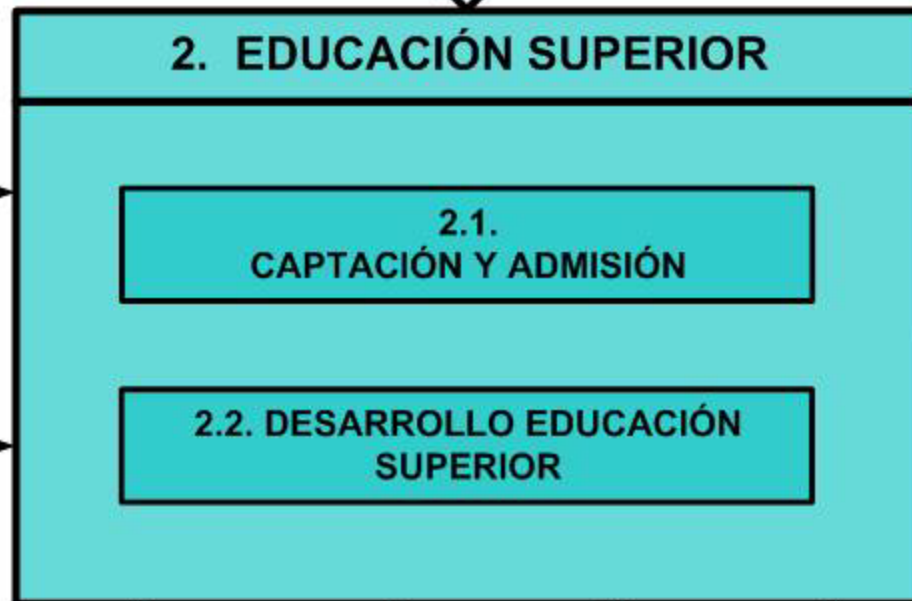 2. EDUCACIÓN SUPERIOR
2.1.
CAPTACIÓN Y ADMISIÓN
2.2. DESARROLLO EDUCACIÓN
SUPERIOR